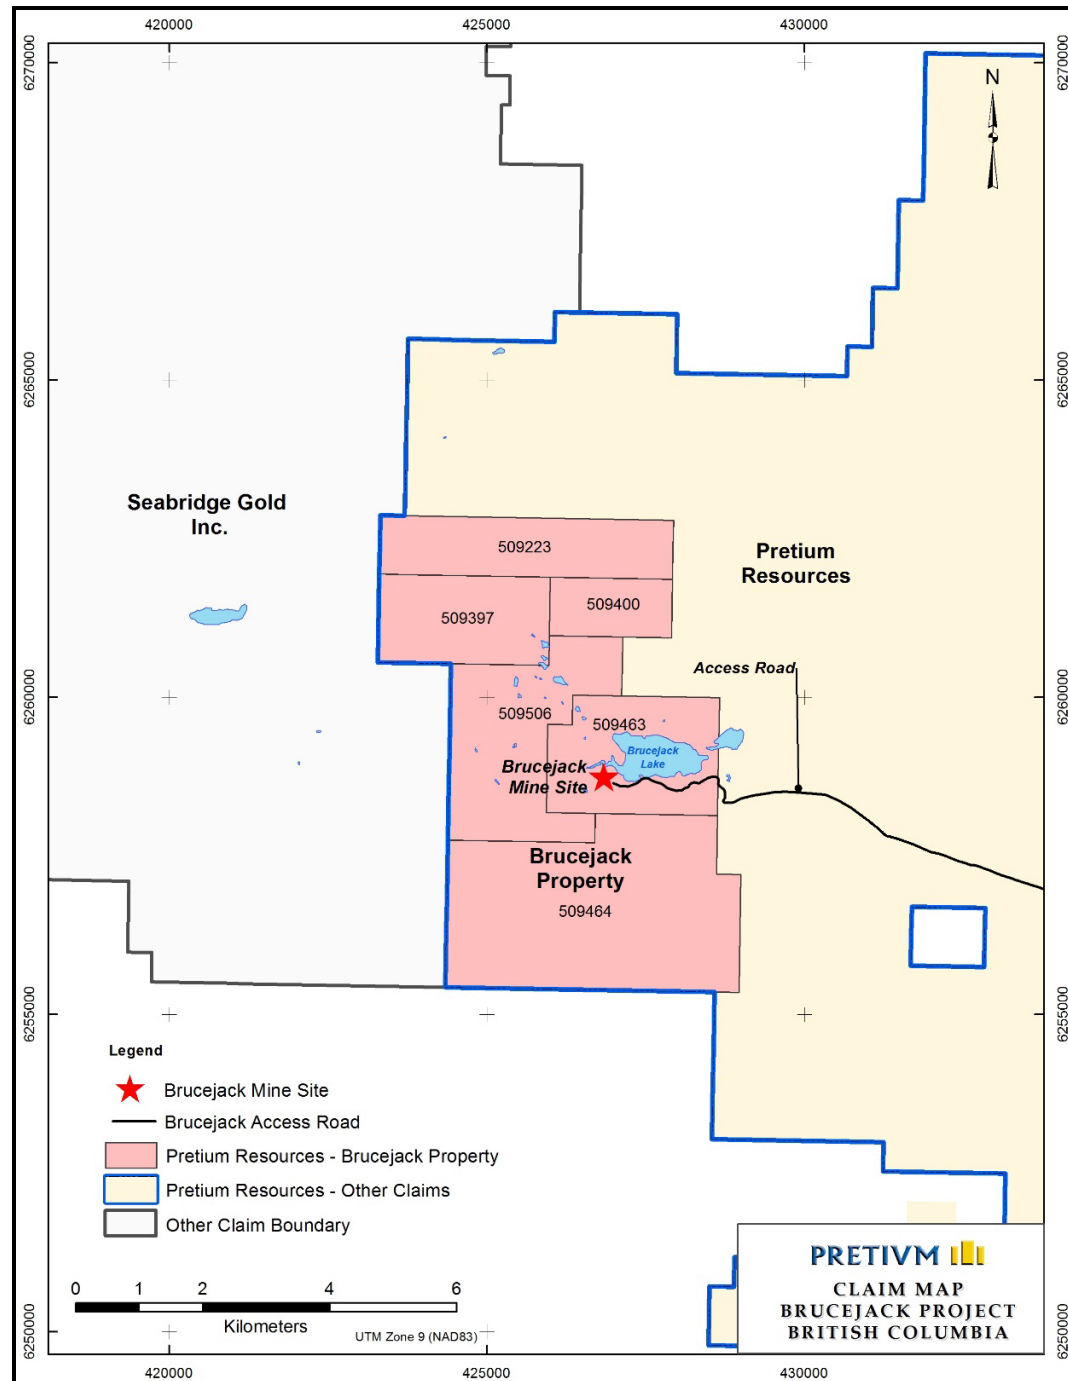 420000
425000
430000
6270000
6270000
N
6265000
6265000
Seabridge Gold
Inc.
509223
Pretium
Resources
509400
509397
Access Road
6260000
6260000
509506
509463
Brucejack
Lake
Brucejack
Mine Site
Brucejack
Property
509464
6255000
6255000
Legend
Brucejack Mine Site
Brucejack Access Road
Pretium Resources - Brucejack Property
Pretium Resources - Other Claims
Other Claim Boundary
0 1 2 4 6
Kilometers
UTM Zone 9 (NAD83)
PRETIVM
CLAIM MAP
BRUCEJACK PROJECT
BRITISH COLUMBIA
6250000
6250000
420000
425000
430000